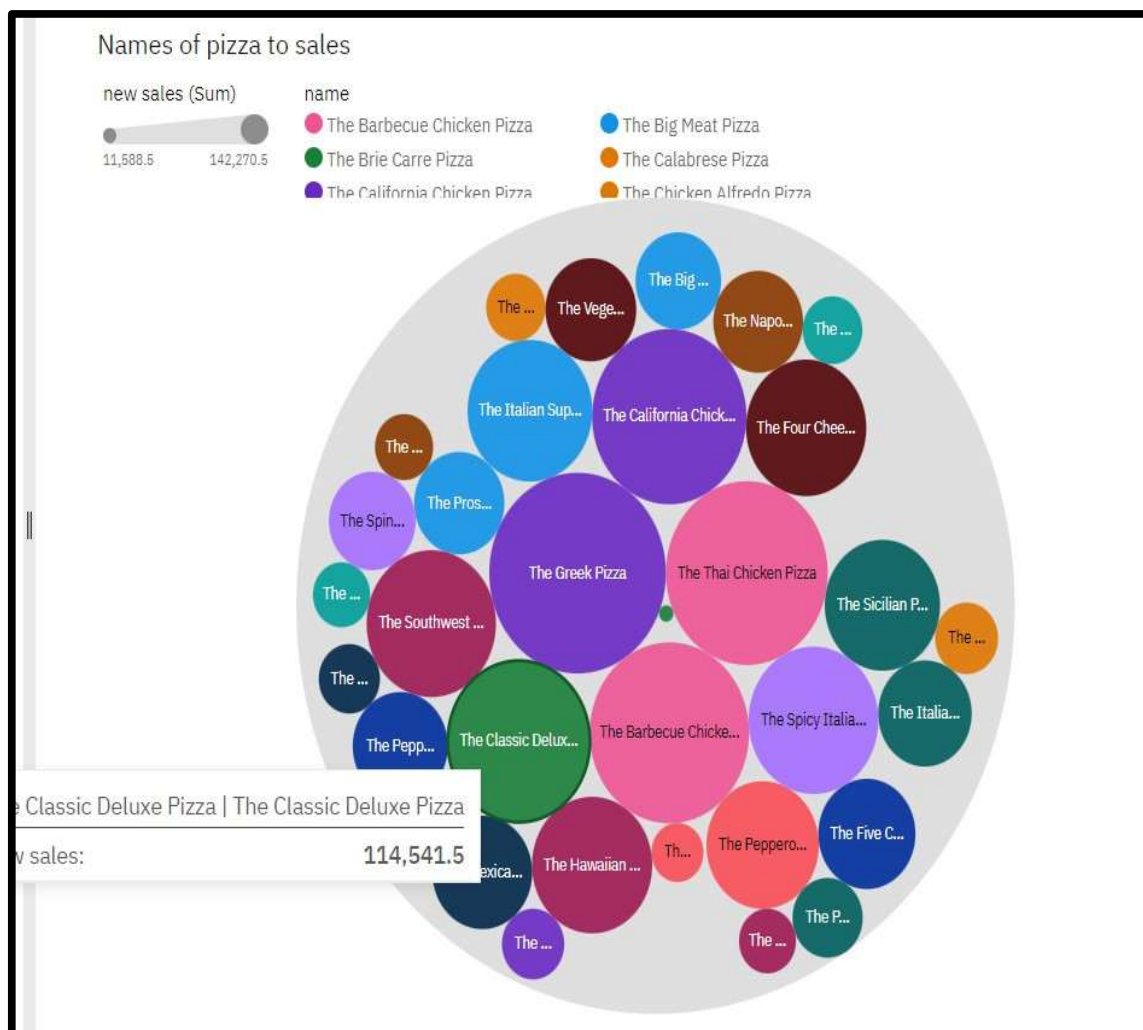 Names of pizza to sales
new sales (Sum)
name
11,588.5
142,270.5
The Barbecue Chicken Pizza
The Big Meat Pizza
The Brie Carre Pizza
The Calabrese Pizza
The California Chicken Pizza
The Chicken Alfredo Pizza
The Big ...
The ...
The Vege...
The Napo...
The ...
The Italian Sup...
The California Chick...
The Four Chee...
The ...
The Pros...
The Spin...
The Greek Pizza
The Thai Chicken Pizza
The ...
The Sicilian P...
The Southwest ...
The ...
The ...
The Italia...
The Spicy Italia...
The Pepp...
The Classic Delux...
The Barbecue Chicke...
e Classic Deluxe Pizza | The Classic Deluxe Pizza
w sales:
114,541.5
The Five C...
The Peppero...
Th...
The Hawaiian ...
exica...
The P...
The ...
The ...